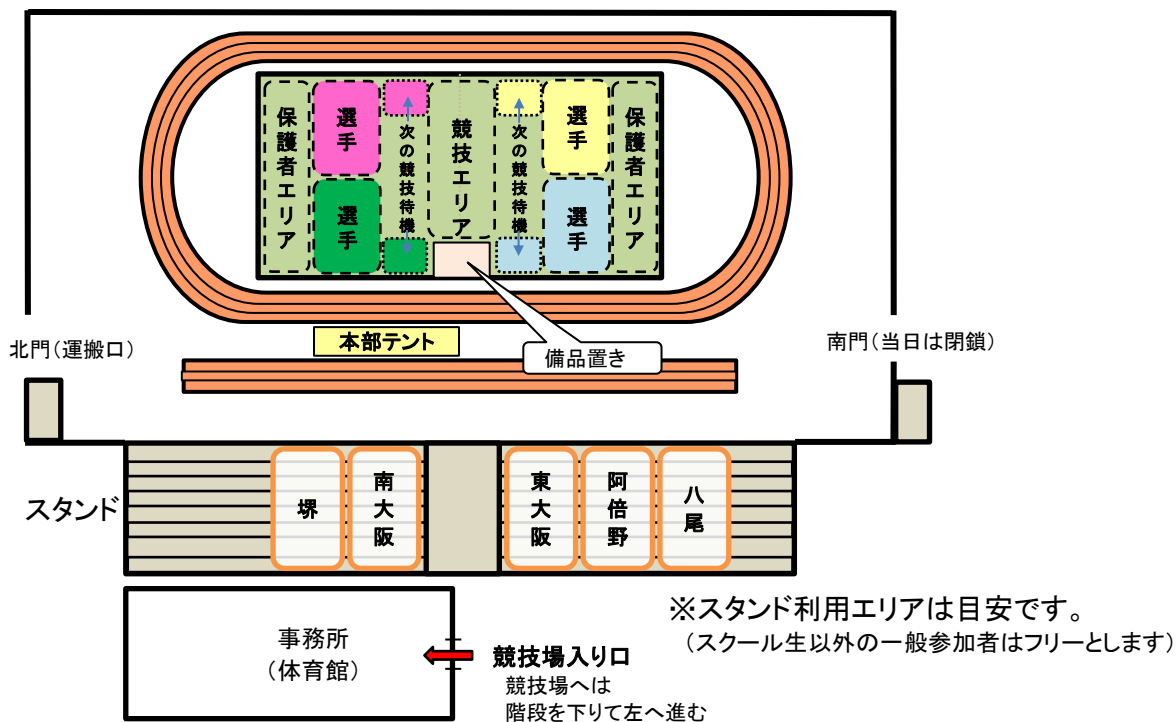 保護者エリア
選手
選手
次の競技待機
競技エリア
次の競技待機
選手
選手
保護者エリア
本部テント
備品置き
北門(運搬口)
南門(当日は閉鎖)
スタンド
堺
南大阪
東大阪
阿倍野
八尾
※スタンド利用エリアは目安です。
(スクール生以外の一般参加者はフリーとします)
事務所
(体育館)
競技場入り口
競技場へは
階段を下りて左へ進む